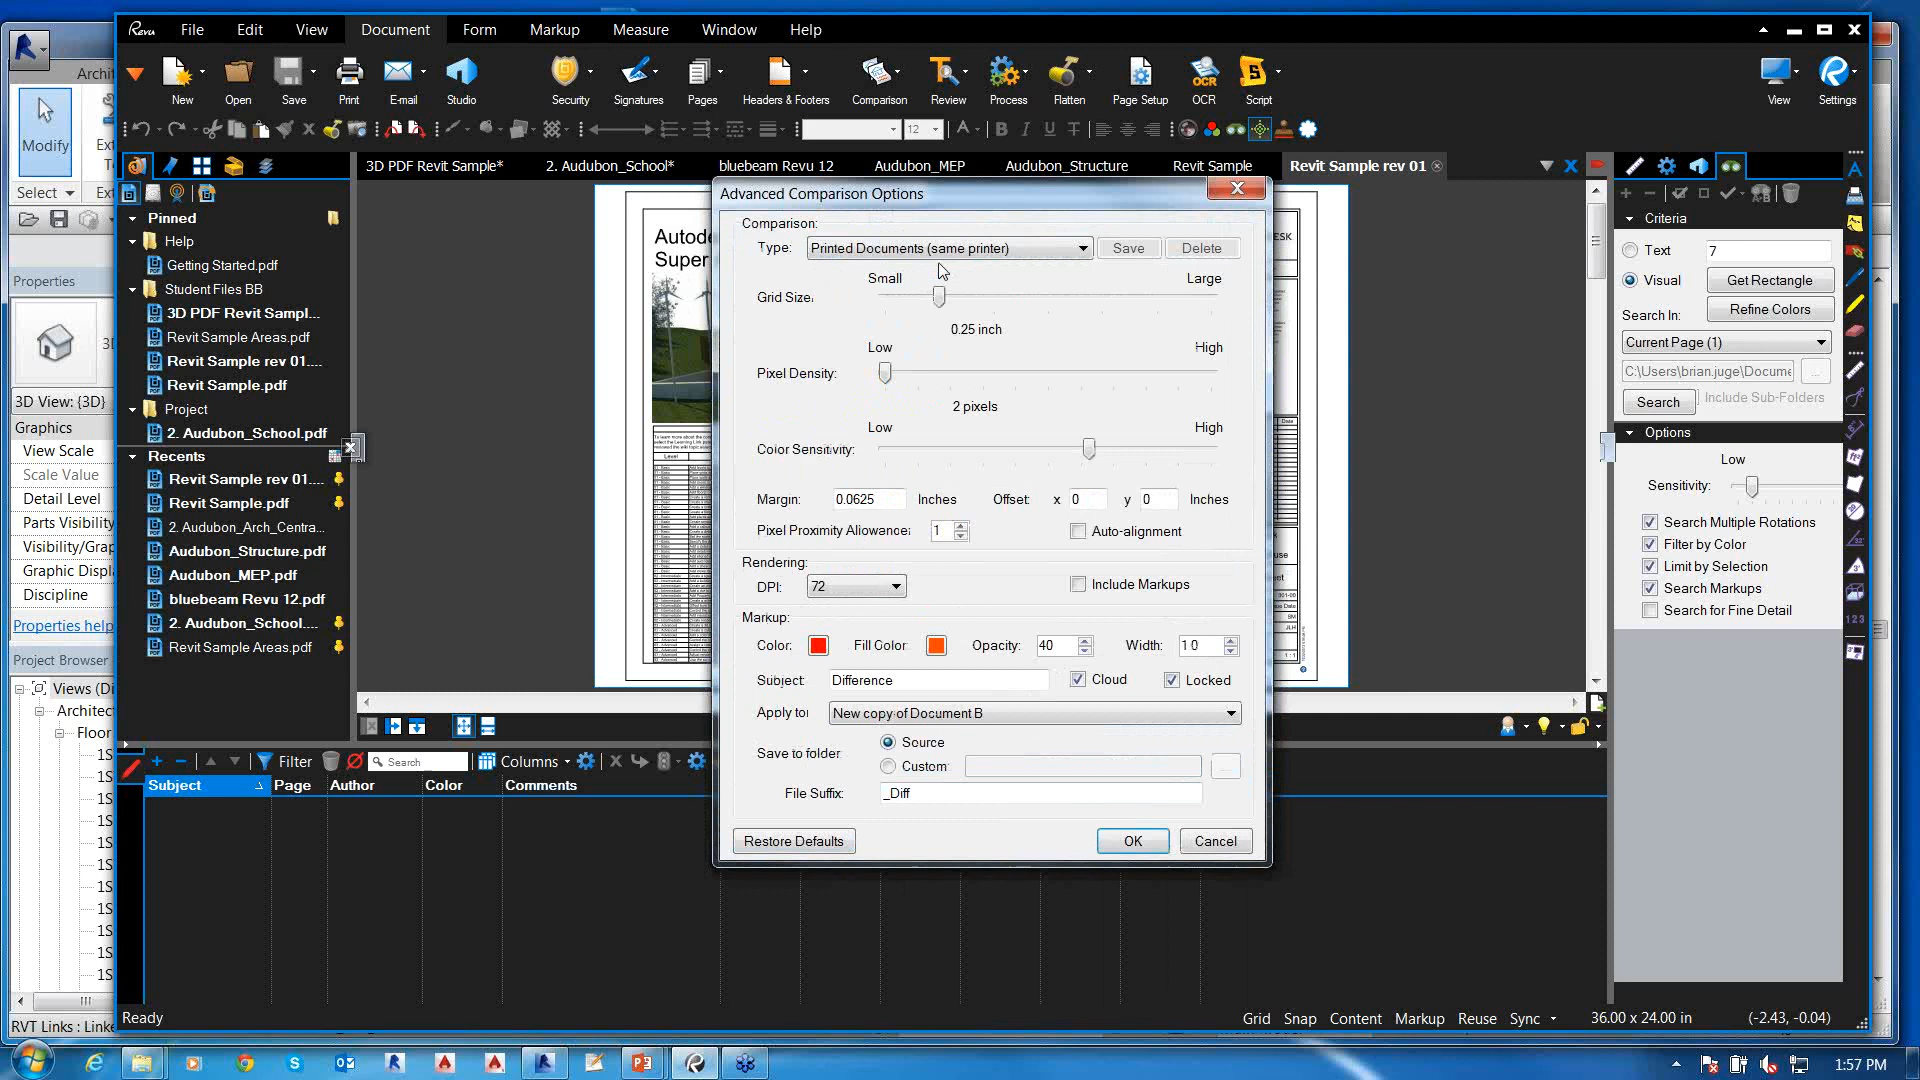 Revu File Edit View Document Form Markup Measure Window Help
New Open Save Print E-mail Studio Security Signatures Pages Headers & Footers Comparison Review Process Flatten Page Setup OCR Script View Settings
12
Modify
Select
Properties
3D View: {3D}
Graphics
View Scale
Scale Value
Detail Level
Parts Visibility
Graphic Displ
Discipline
Properties help
Project Browser
Architect
Floor
RVT Links : Linke
3D PDF Revit Sample* 2. Audubon_School* bluebeam Revu 12 Audubon_MEP Audubon_Structure Revit Sample Revit Sample rev 01
Pinned
Help
Getting Started.pdf
Student Files BB
3D PDF Revit Sampl...
Revit Sample Areas.pdf
Revit Sample rev 01....
Revit Sample.pdf
Project
2. Audubon_School.pdf
Recents
Revit Sample rev 01....
Revit Sample.pdf
2. Audubon_Arch_Centra...
Audubon_Structure.pdf
Audubon_MEP.pdf
bluebeam Revu 12.pdf
2. Audubon_School....
Revit Sample Areas.pdf
Advanced Comparison Options
Comparison:
Type: Printed Documents (same printer) Save Delete
Small Large
Grid Size:
0.25 inch
Low High
Pixel Density:
2 pixels
Low High
Color Sensitivity:
Margin: 0.0625 Inches Offset: x 0 y 0 Inches
Pixel Proximity Allowance: 1 Auto-alignment
Rendering:
DPI: 72 Include Markups
Markup:
Color: Fill Color: Opacity: 40 Width: 1.0
Subject: Difference Cloud Locked
Apply to: New copy of Document B
Save to folder: Source
Custom
File Suffix: _Diff
Restore Defaults OK Cancel
Criteria
Text 7
Visual Get Rectangle
Refine Colors
Search In:
Current Page (1)
C:\Users\brian.juge\Docume
Search Include Sub-Folders
Options
Low
Sensitivity:
Search Multiple Rotations
Filter by Color
Limit by Selection
Search Markups
Search for Fine Detail
Filter Search Columns
Subject Page Author Color Comments
Ready
Grid Snap Content Markup Reuse Sync 36.00 x 24.00 in (-2.43, -0.04)
1:57 PM